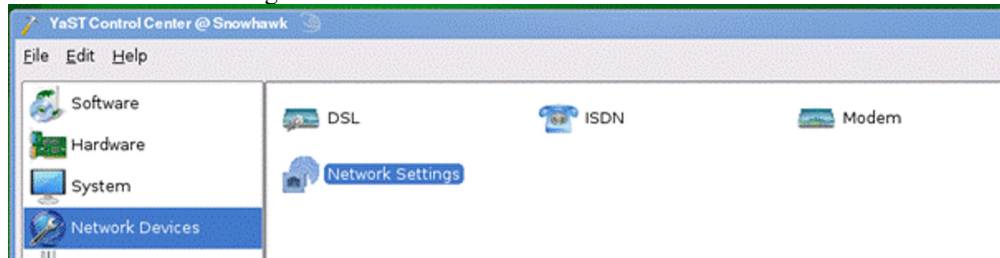 YaST Control Center @ Snowhawk
File Edit Help
Software
Hardware
System
Network Devices
DSL ISDN Modem
Network Settings